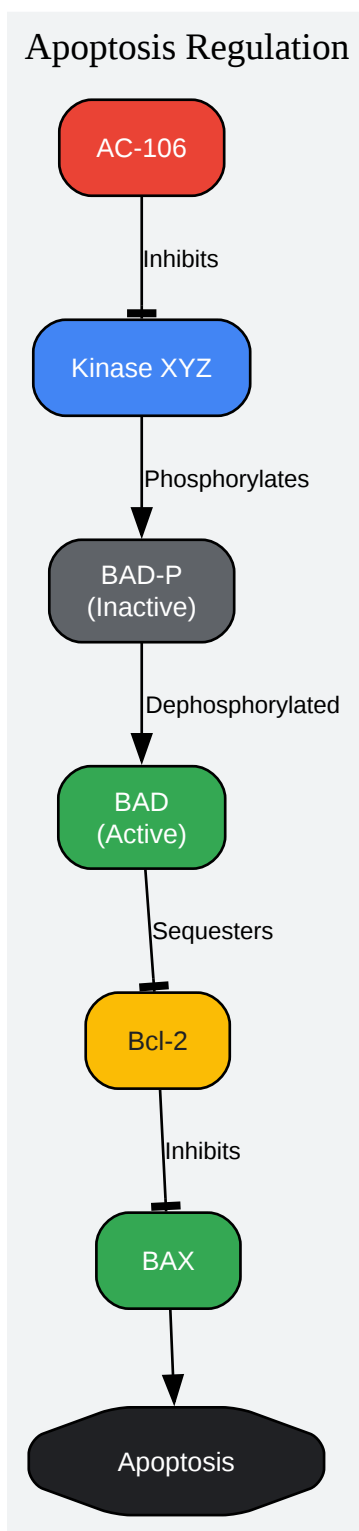 Apoptosis Regulation
AC-106
Inhibits
Kinase XYZ
Phosphorylates
BAD-P
(Inactive)
Dephosphorylated
BAD
(Active)
Sequesters
Bcl-2
Inhibits
BAX
Apoptosis